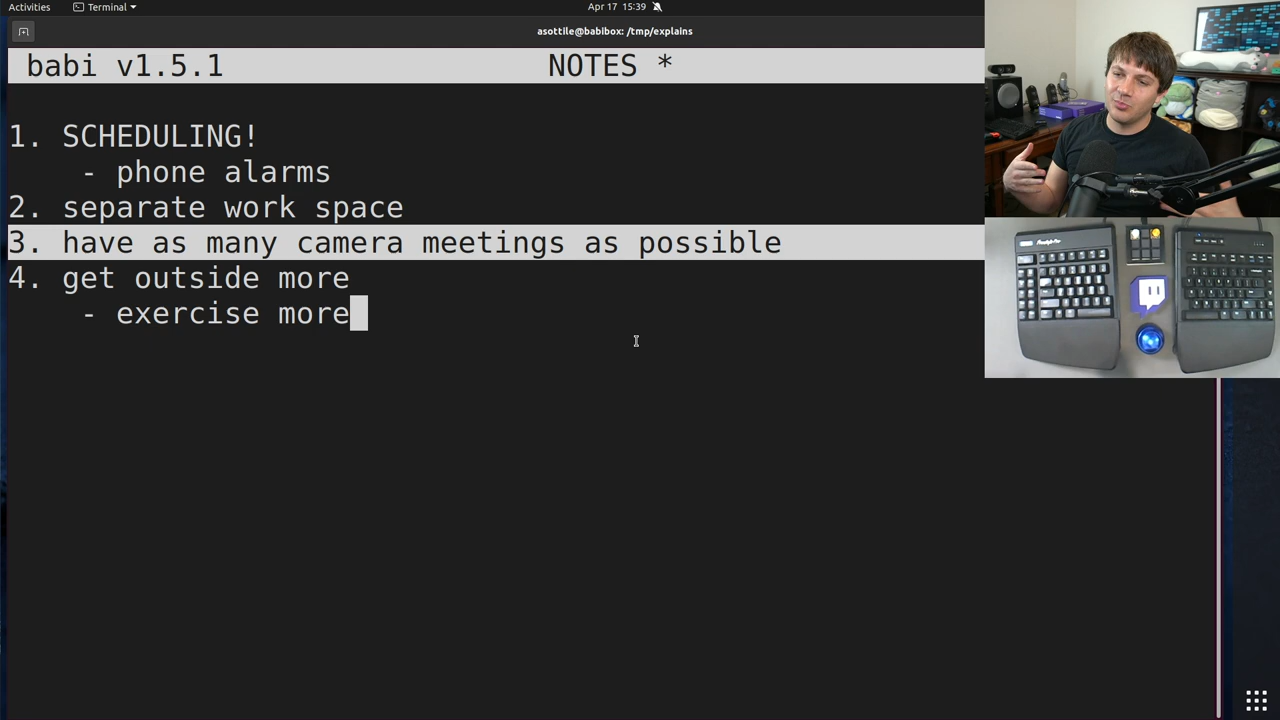 Activities
Terminal
Apr 17 15:39
asottile@babibox: /tmp/explains
babi v1.5.1
NOTES *
1. SCHEDULING!
- phone alarms
2. separate work space
3. have as many camera meetings as possible
4. get outside more
- exercise more